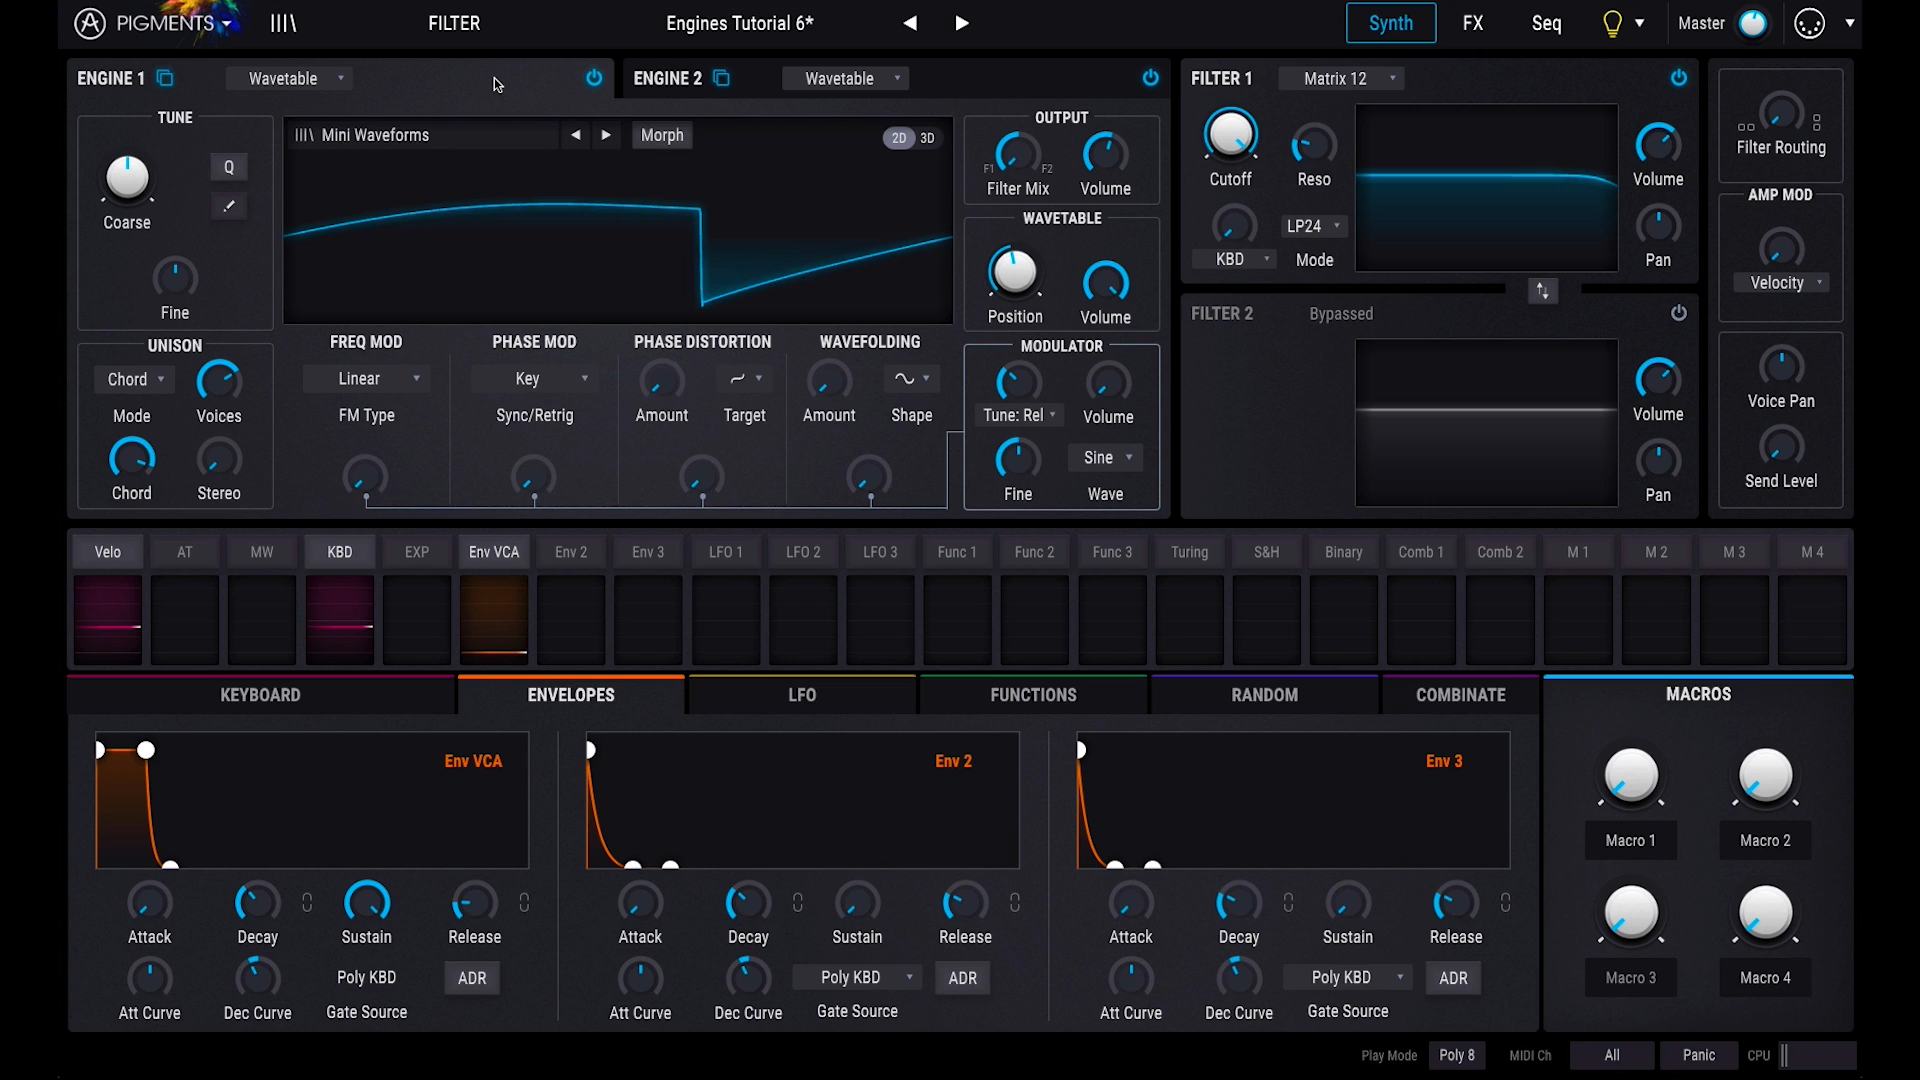 PIGMENTS FILTER Engines Tutorial 6* Synth FX Seq Master
ENGINE 1 Wavetable ENGINE 2 Wavetable FILTER 1 Matrix 12
TUNE
Q
Coarse
Fine
Mini Waveforms Morph 2D 3D
OUTPUT
F1 F2
Filter Mix Volume
WAVETABLE
Position Volume
UNISON
Chord
Mode Voices
Chord Stereo
FREQ MOD
Linear
FM Type
PHASE MOD
Key
Sync/Retrig
PHASE DISTORTION
Amount Target
WAVEFOLDING
Amount Shape
MODULATOR
Tune: Rel Volume
Sine
Fine Wave
Cutoff Reso Volume
LP24
KBD Mode Pan
FILTER 2 Bypassed
Volume
Pan
Filter Routing
AMP MOD
Velocity
Voice Pan
Send Level
Velo AT MW KBD EXP Env VCA Env 2 Env 3 LFO 1 LFO 2 LFO 3 Func 1 Func 2 Func 3 Turing S&H Binary Comb 1 Comb 2 M 1 M 2 M 3 M 4
KEYBOARD ENVELOPES LFO FUNCTIONS RANDOM COMBINATE MACROS
Env VCA
Attack Decay Sustain Release
Poly KBD ADR
Att Curve Dec Curve Gate Source
Env 2
Attack Decay Sustain Release
Poly KBD ADR
Att Curve Dec Curve Gate Source
Env 3
Attack Decay Sustain Release
Poly KBD ADR
Att Curve Dec Curve Gate Source
Macro 1 Macro 2
Macro 3 Macro 4
Play Mode Poly 8 MIDI Ch All Panic CPU